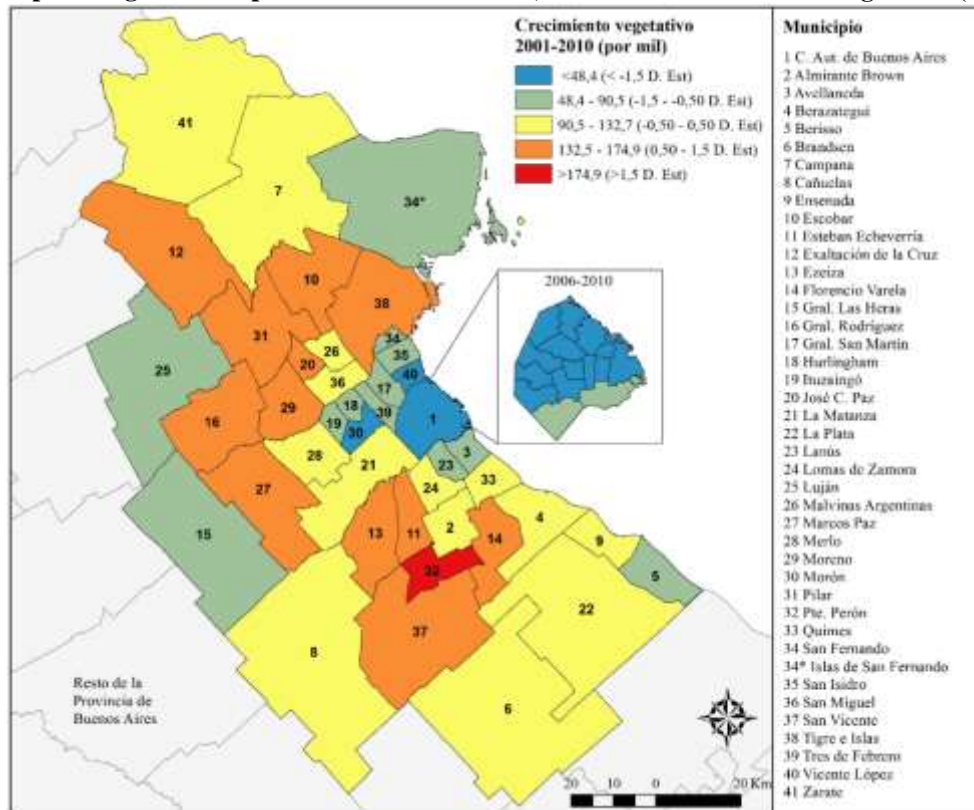 Crecimiento vegetativo
2001-2010 (por mil)
<48,4 (< -1,5 D. Est)
48,4 - 90,5 (-1,5 - -0,50 D. Est)
90,5 - 132,7 (-0,50 - 0,50 D. Est)
132,5 - 174,9 (0,50 - 1,5 D. Est)
>174,9 (>1,5 D. Est)
41
7
34*
12
10
38
31
26
34
35
20
36
40
25
17
18
39
29
19
30
1
16
28
21
23
3
24
33
27
2
4
13
11
14
9
15
32
5
22
37
8
6
2006-2010
Resto de la
Provincia de
Buenos Aires
20 10 0 20 Km
Municipio
1 C. Aut. de Buenos Aires
2 Almirante Brown
3 Avellaneda
4 Berazategui
5 Berisso
6 Brandsen
7 Campana
8 Cañuelas
9 Ensenada
10 Escobar
11 Esteban Echeverría
12 Exaltación de la Cruz
13 Ezeiza
14 Florencio Varela
15 Gral. Las Heras
16 Gral. Rodríguez
17 Gral. San Martín
18 Hurlingham
19 Ituzaingó
20 José C. Paz
21 La Matanza
22 La Plata
23 Lanús
24 Lomas de Zamora
25 Luján
26 Malvinas Argentinas
27 Marcos Paz
28 Merlo
29 Moreno
30 Morón
31 Pilar
32 Pte. Perón
33 Quilmes
34 San Fernando
34* Islas de San Fernando
35 San Isidro
36 San Miguel
37 San Vicente
38 Tigre e Islas
39 Tres de Febrero
40 Vicente López
41 Zarate